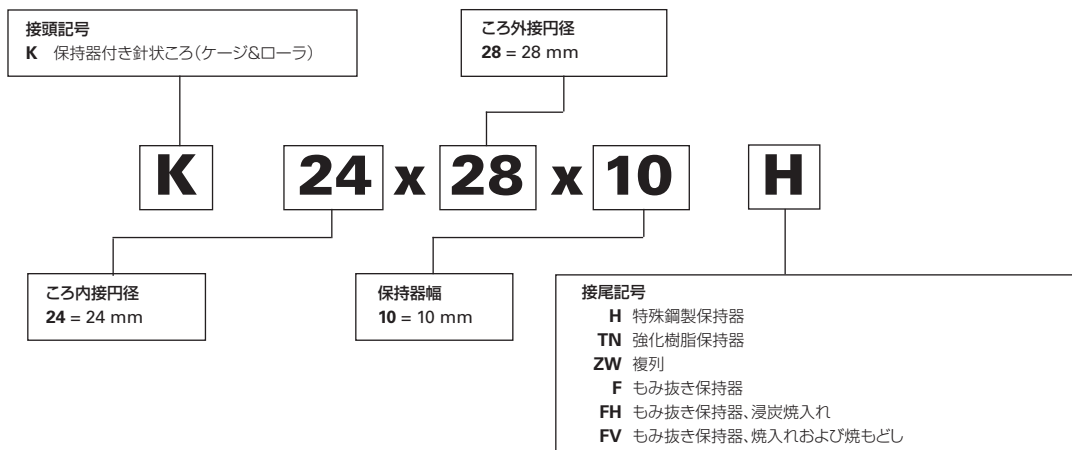 接頭記号
K 保持器付き針状ころ(ケージ&ローラ)
ころ外接円径
28 = 28 mm
K 24 x 28 x 10 H
ころ内接円径
24 = 24 mm
保持器幅
10 = 10 mm
接尾記号
H 特殊鋼製保持器
TN 強化樹脂保持器
ZW 複列
F もみ抜き保持器
FH もみ抜き保持器、浸炭焼入れ
FV もみ抜き保持器、焼入れおよび焼もどし